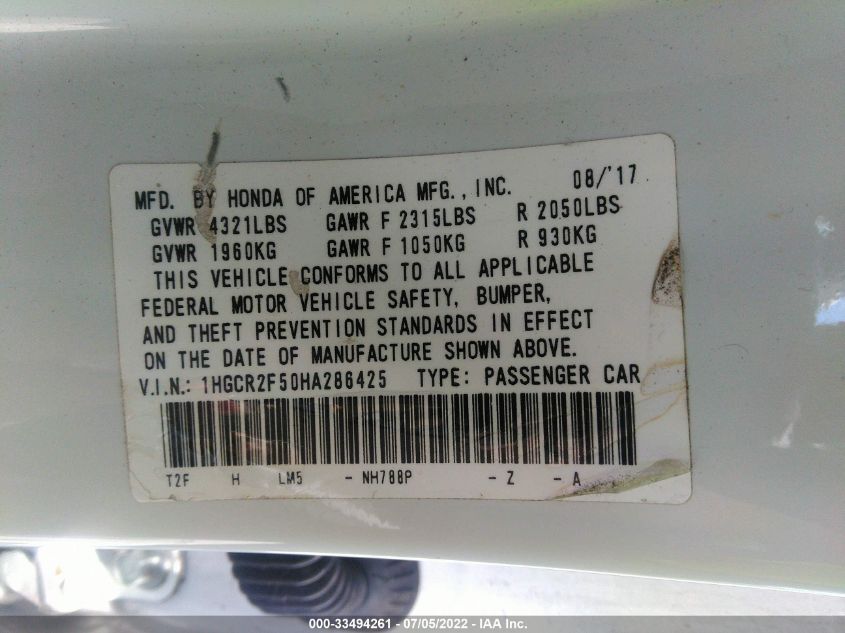 MFD. BY HONDA OF AMERICA MFG., INC. 08/'17
GVWR 4321LBS GAWR F 2315LBS R 2050LBS
GVWR 1960KG GAWR F 1050KG R 930KG
THIS VEHICLE CONFORMS TO ALL APPLICABLE
FEDERAL MOTOR VEHICLE SAFETY, BUMPER,
AND THEFT PREVENTION STANDARDS IN EFFECT
ON THE DATE OF MANUFACTURE SHOWN ABOVE.
V.I.N.: 1HGCR2F50HA286425 TYPE: PASSENGER CAR
T2F H LM5 - NH788P - Z - A
000-33494261 - 07/05/2022 - IAA Inc.